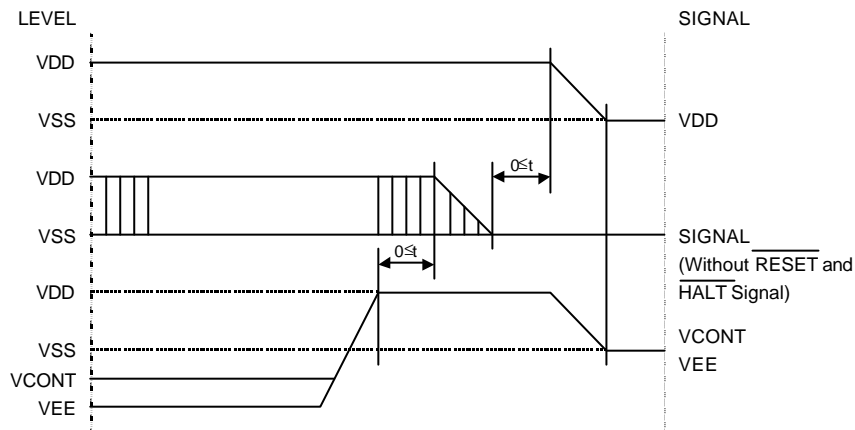 LEVEL
SIGNAL
VDD
VSS
VDD
VDD
0≤t
VSS
SIGNAL
(Without RESET and
HALT Signal)
0≤t
VDD
VSS
VCONT
VEE
VCONT
VEE